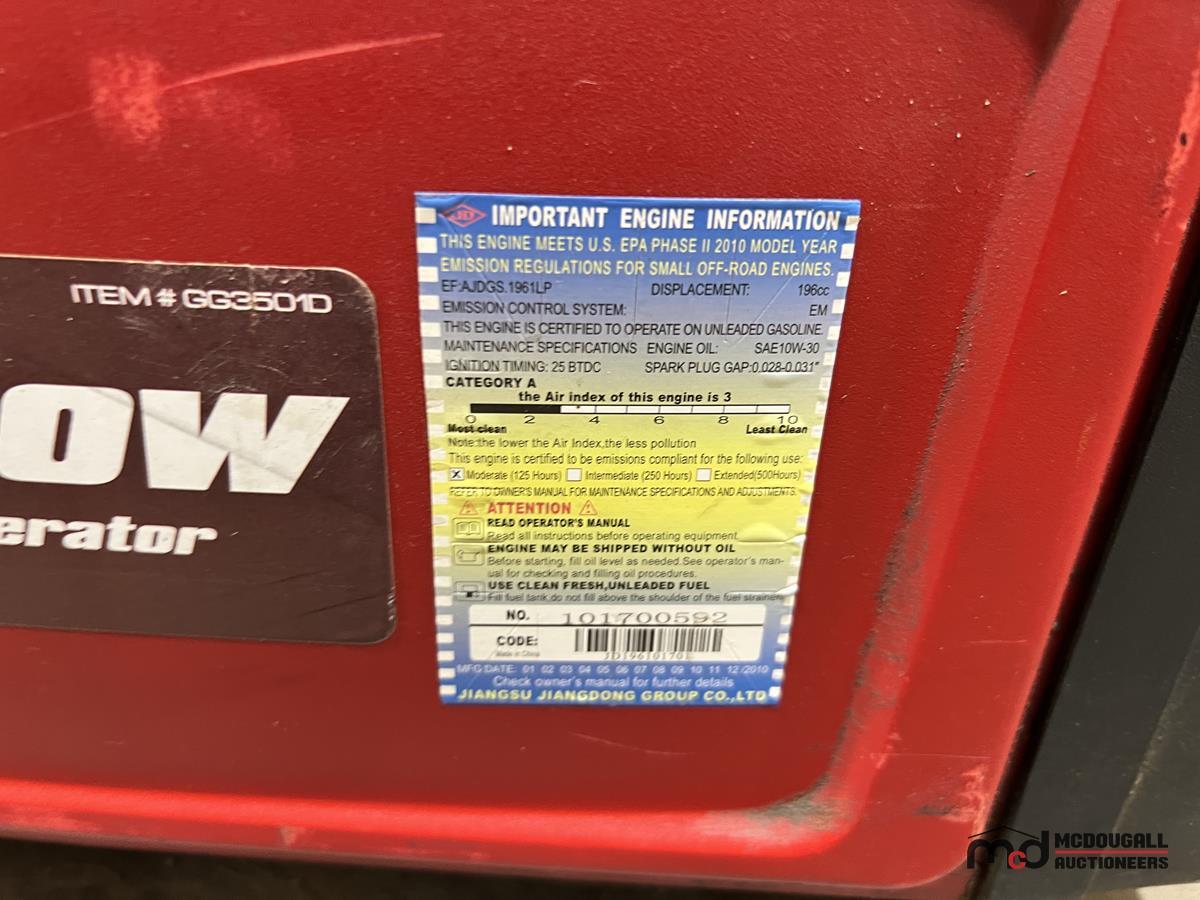 ITEM # GG3501D
OW
erator
JD
IMPORTANT ENGINE INFORMATION
THIS ENGINE MEETS U.S. EPA PHASE II 2010 MODEL YEAR
EMISSION REGULATIONS FOR SMALL OFF-ROAD ENGINES.
EF:AJDGS.1961LP DISPLACEMENT: 196cc
EMISSION CONTROL SYSTEM: EM
THIS ENGINE IS CERTIFIED TO OPERATE ON UNLEADED GASOLINE.
MAINTENANCE SPECIFICATIONS ENGINE OIL: SAE10W-30
IGNITION TIMING: 25 BTDC SPARK PLUG GAP:0.028-0.031"
CATEGORY A
the Air index of this engine is 3
0 2 4 6 8 10
Most clean Least Clean
Note:the lower the Air Index,the less pollution
This engine is certified to be emissions compliant for the following use:
X Moderate (125 Hours) Intermediate (250 Hours) Extended(500Hours)
REFER TO OWNER'S MANUAL FOR MAINTENANCE SPECIFICATIONS AND ADJUSTMENTS.
ATTENTION
READ OPERATOR'S MANUAL
Read all instructions before operating equipment.
ENGINE MAY BE SHIPPED WITHOUT OIL
Before starting, fill oil level as needed.See operator's man-
ual for checking and filling oil procedures.
USE CLEAN FRESH,UNLEADED FUEL
Fill fuel tank,do not fill above the shoulder of the fuel strainer.
NO. 101700592
CODE:
Made in China
MFG DATE: 01 02 03 04 05 06 07 08 09 10 11 12/2010
Check owner's manual for further details
JIANGSU JIANGDONG GROUP CO.,LTD
mcd MCDOUGALL
AUCTIONEERS